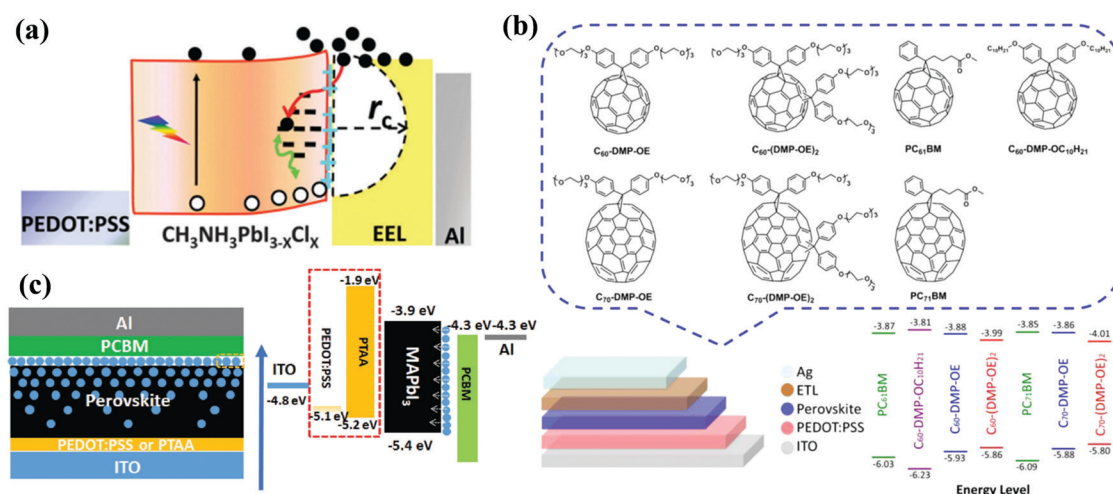 (a)
r_c
PEDOT:PSS
CH₃NH₃PbI₃₋ₓClₓ
EEL
Al
(b)
C₆₀-DMP-OE
C₆₀-(DMP-OE)₂
PC₆₁BM
C₆₀-DMP-OC₁₀H₂₁
C₁₀H₂₁O
OC₁₀H₂₁
C₇₀-DMP-OE
C₇₀-(DMP-OE)₂
PC₇₁BM
Ag
ETL
Perovskite
PEDOT:PSS
ITO
-3.87
-3.81
-3.88
-3.99
-3.85
-3.86
-4.01
PC₆₁BM
C₆₀-DMP-OC₁₀H₂₁
C₆₀-DMP-OE
C₆₀-(DMP-OE)₂
PC₇₁BM
C₇₀-DMP-OE
C₇₀-(DMP-OE)₂
-6.03
-6.23
-5.93
-5.86
-6.09
-5.88
-5.80
Energy Level
(c)
Al
PCBM
Perovskite
PEDOT:PSS or PTAA
ITO
ITO
-4.8 eV
PEDOT:PSS
-5.1 eV
-1.9 eV
PTAA
-5.2 eV
-3.9 eV
MAPbI₃
-5.4 eV
-4.3 eV
PCBM
-4.3 eV
Al